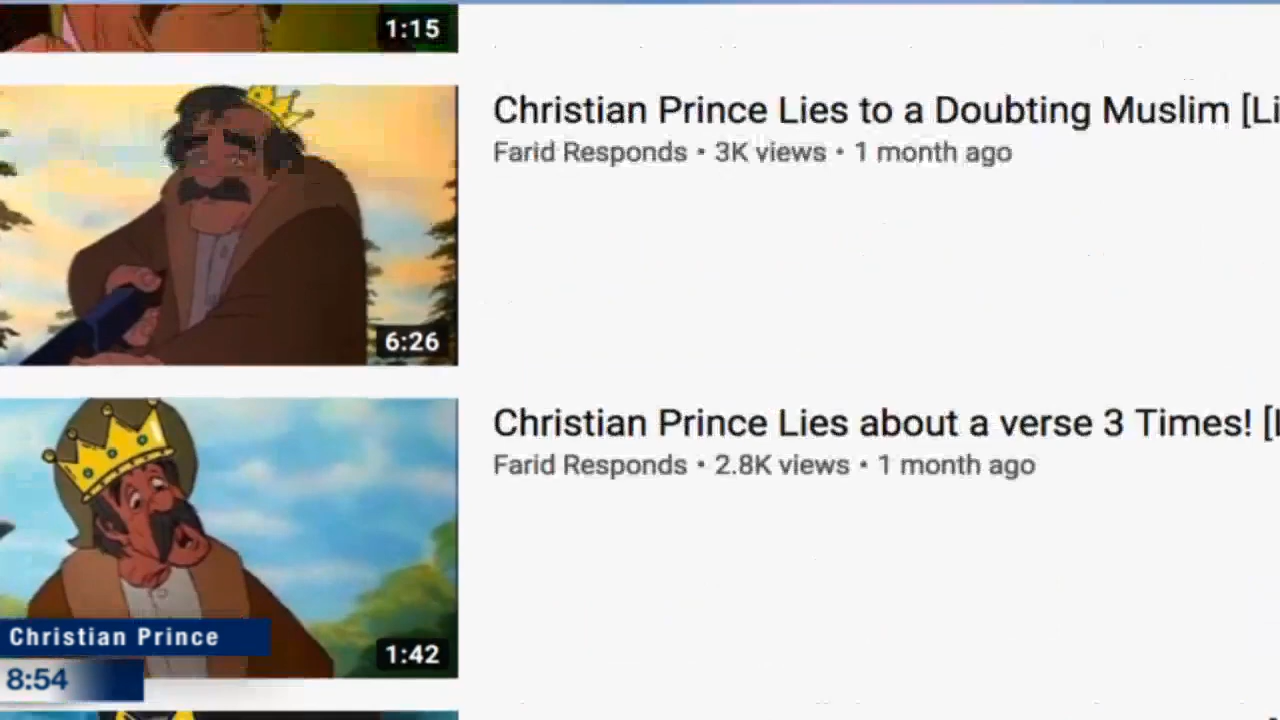 1:15
Christian Prince Lies to a Doubting Muslim [Li
Farid Responds • 3K views • 1 month ago
6:26
Christian Prince Lies about a verse 3 Times! [L
Farid Responds • 2.8K views • 1 month ago
1:42
Christian Prince
8:54